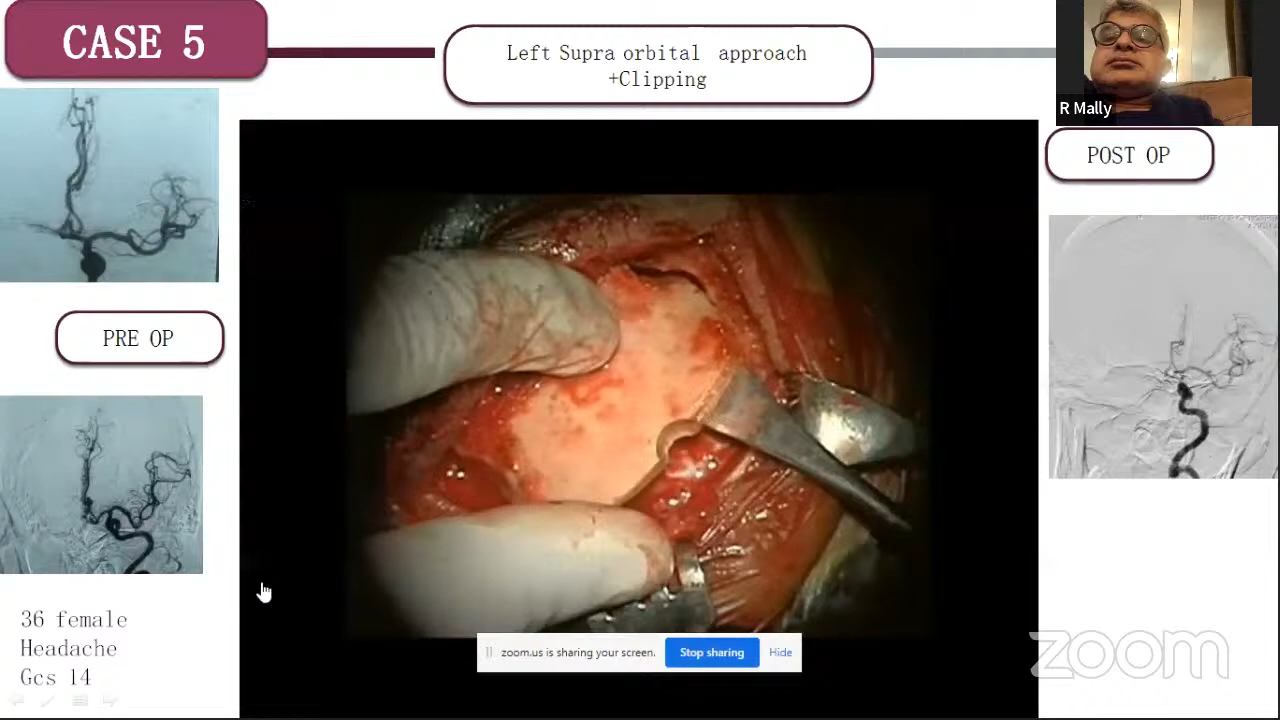 CASE 5
Left Supra orbital approach
+Clipping
R Mally
POST OP
PRE OP
36 female
Headache
Gcs 14
zoom.us is sharing your screen.
Stop sharing
Hide
zoom